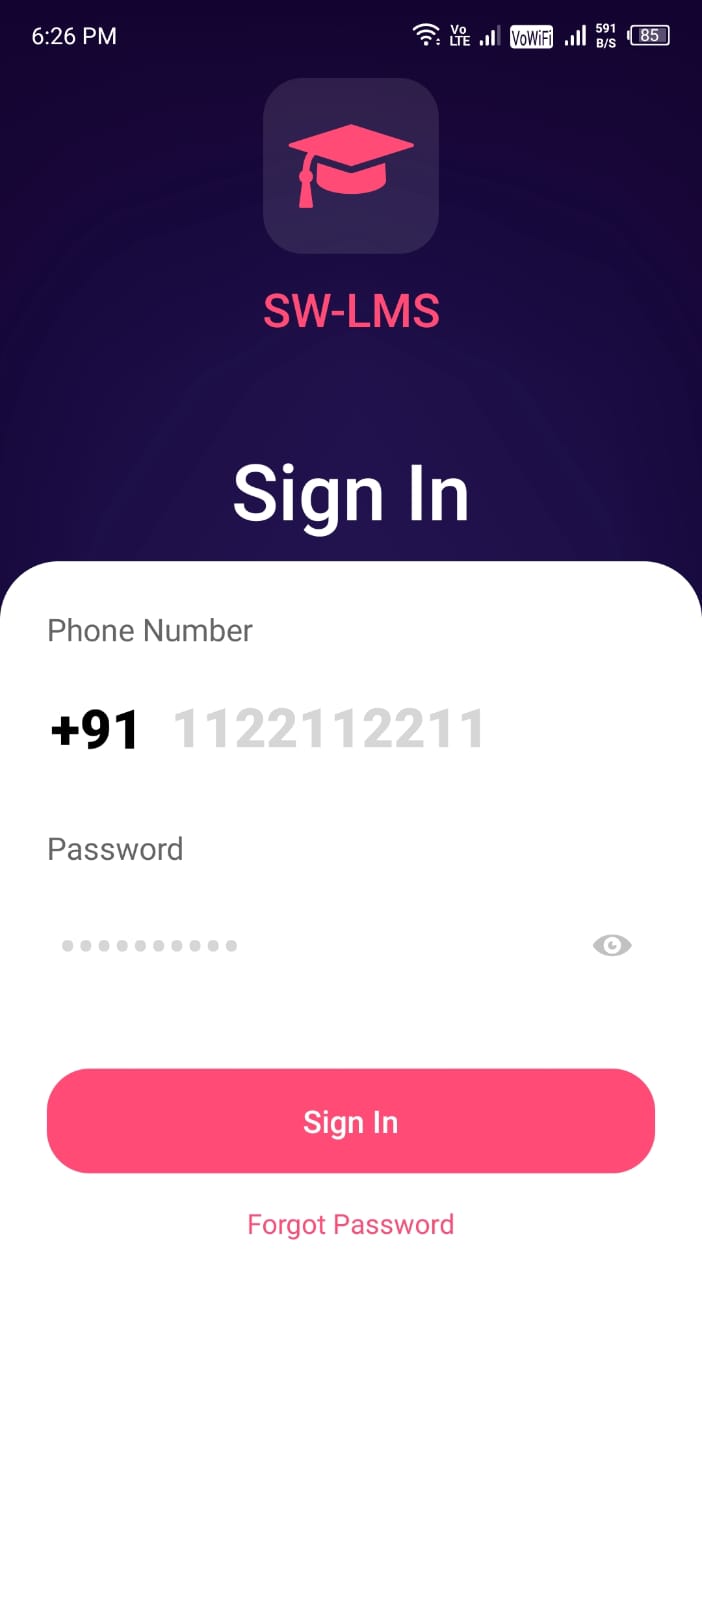 6:26 PM Vo LTE VoWiFi 591 B/S 85
SW-LMS
Sign In
Phone Number
+91 1122112211
Password
••••••••••
Sign In
Forgot Password